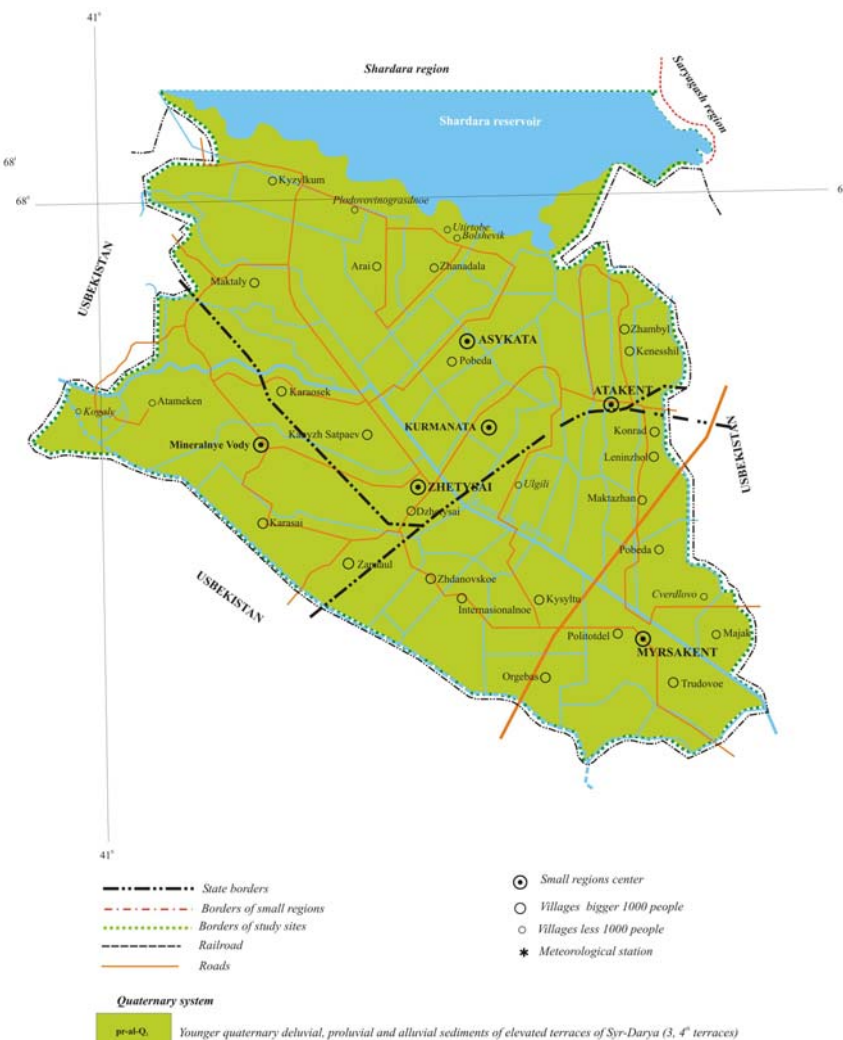 41°
Shardara region
Saryagash region
Shardara reservoir
68'
68°
6
Kyzylkum
Plodovovinograsdnoe
Utirtobe
Bolshevik
USBEKISTAN
Arai
Zhanadala
Maktaly
Zhambyl
ASYKATA
Kenesshil
Pobeda
Karaosek
ATAKENT
Atameken
Kogaly
KURMANATA
USBEKISTAN
Kanyzh Satpaev
Konrad
Mineralnye Vody
Leninzhol
ZHETYSAI
Ulgili
Maktazhan
Dzhetysai
Karasai
Pobeda
Zhdanovskoe
USBEKISTAN
Cverdlovo
Internasionalnoe
Kysyltu
Politotdel
Majak
MYRSAKENT
Orgebas
Trudovoe
41°
State borders
Small regions center
Borders of small regions
Villages bigger 1000 people
Borders of study sites
Villages less 1000 people
Railroad
Meteorological station
Roads
Quaternary system
Younger quaternary deluvial, proluvial and alluvial sediments of elevated terraces of Syr-Darya (3, 4ⁿ terraces)